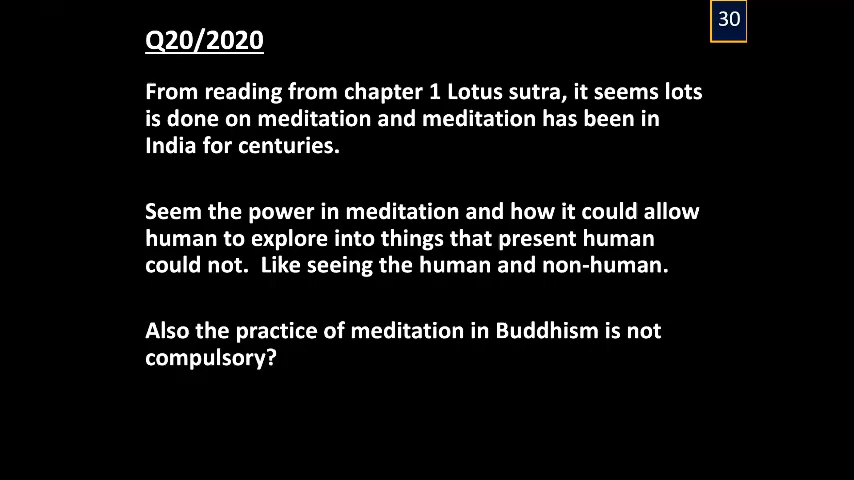 30
Q20/2020
From reading from chapter 1 Lotus sutra, it seems lots
is done on meditation and meditation has been in
India for centuries.
Seem the power in meditation and how it could allow
human to explore into things that present human
could not.  Like seeing the human and non-human.
Also the practice of meditation in Buddhism is not
compulsory?